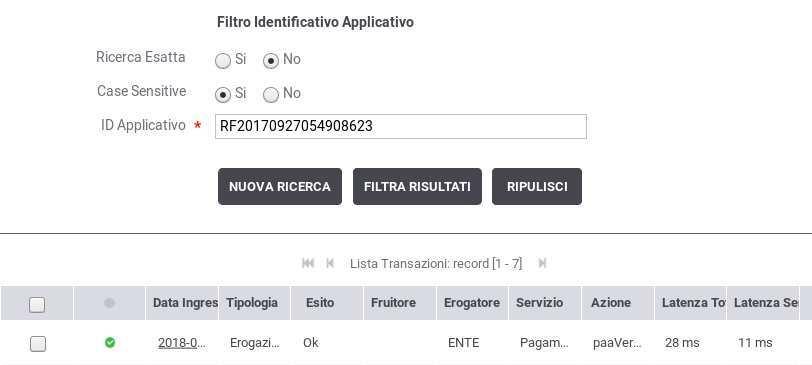 Filtro Identificativo Applicativo
Ricerca Esatta Si No
Case Sensitive Si No
ID Applicativo * RF20170927054908623
NUOVA RICERCA FILTRA RISULTATI RIPULISCI
Lista Transazioni: record [1 - 7]
Data Ingres Tipologia Esito Fruitore Erogatore Servizio Azione Latenza To Latenza Se
2018-0... Erogazi... Ok ENTE Pagam... paaVer... 28 ms 11 ms